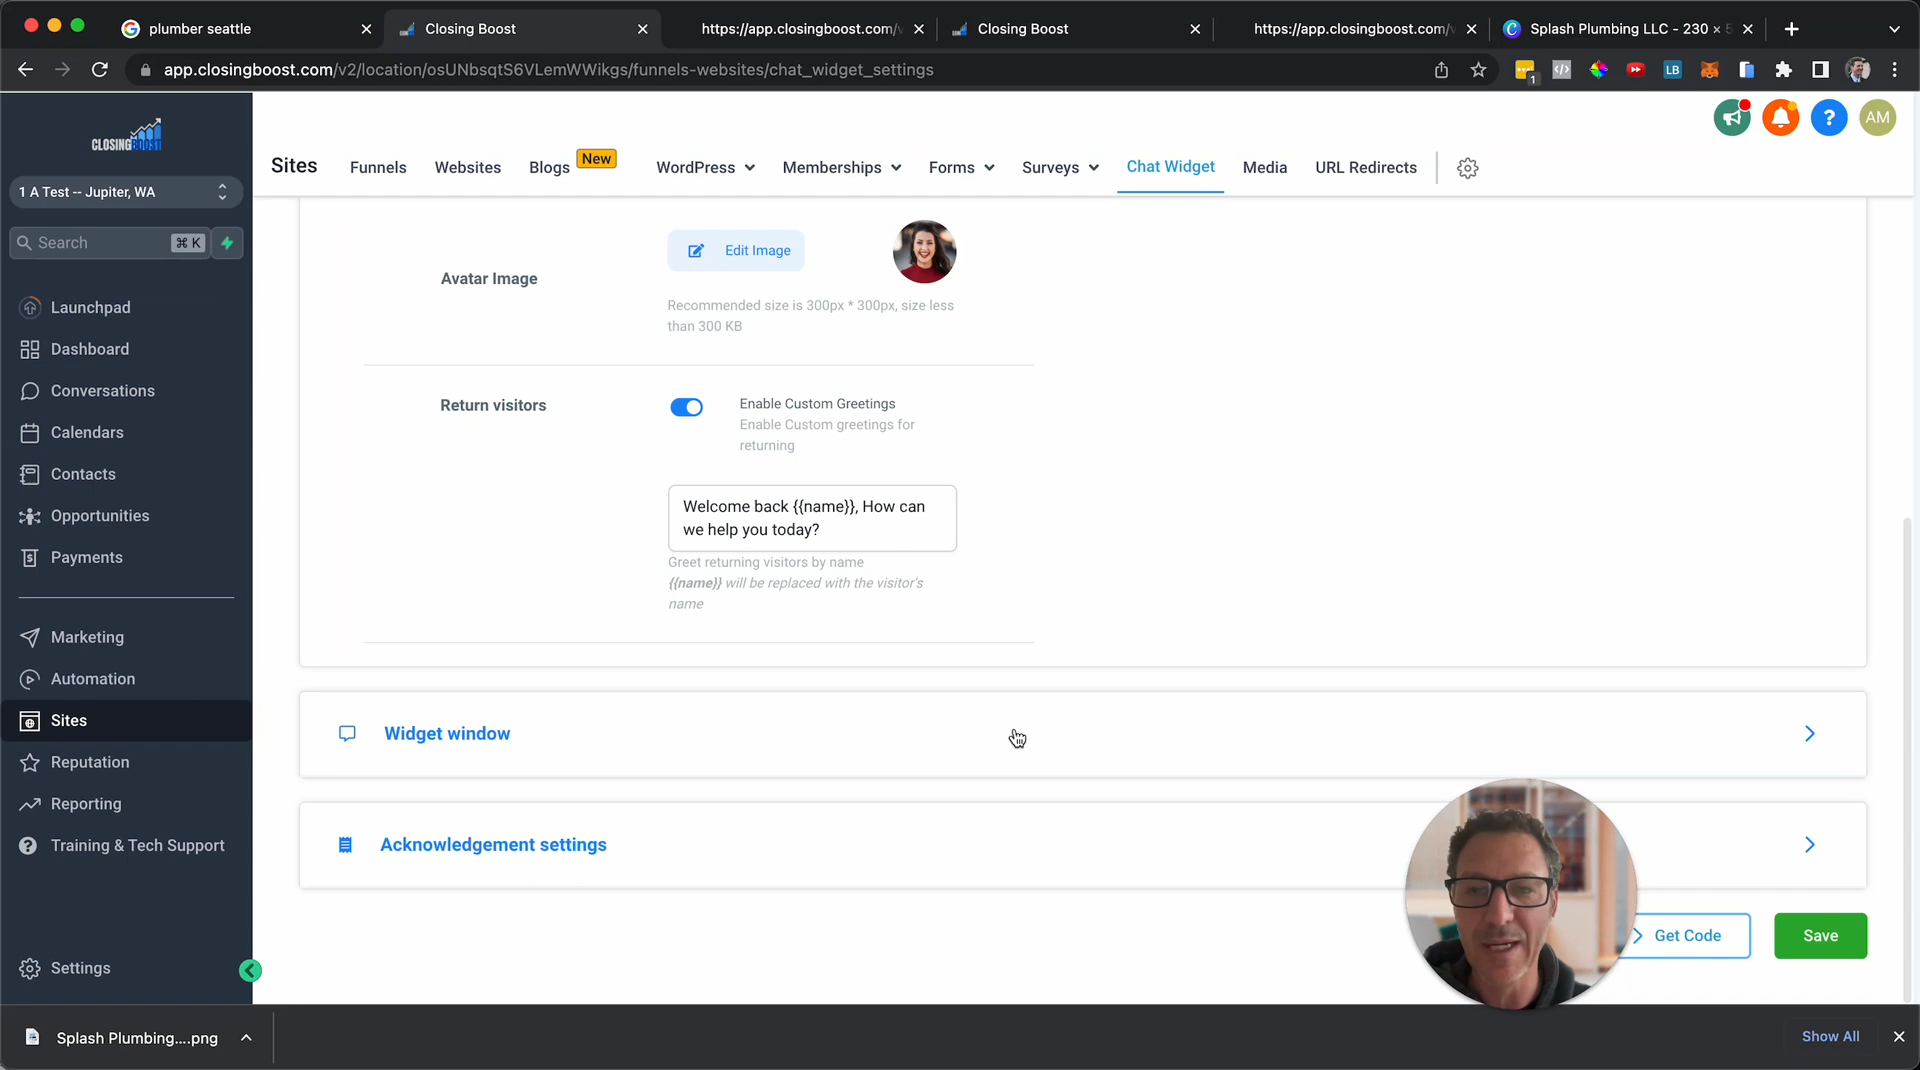 plumber seattle
Closing Boost
https://app.closingboost.com/v
Closing Boost
https://app.closingboost.com/v
Splash Plumbing LLC - 230 × 5
app.closingboost.com/v2/location/osUNbsqtS6VLemWWikgs/funnels-websites/chat_widget_settings
1
LB
CLOSINGBOOST
AM
Sites
Funnels
Websites
Blogs
New
WordPress
Memberships
Forms
Surveys
Chat Widget
Media
URL Redirects
1 A Test -- Jupiter, WA
Search
⌘ K
Launchpad
Dashboard
Conversations
Calendars
Contacts
Opportunities
Payments
Marketing
Automation
Sites
Reputation
Reporting
Training & Tech Support
Settings
Avatar Image
Edit Image
Recommended size is 300px * 300px, size less
than 300 KB
Return visitors
Enable Custom Greetings
Enable Custom greetings for
returning
Welcome back {{name}}, How can
we help you today?
Greet returning visitors by name
{{name}} will be replaced with the visitor's
name
Widget window
Acknowledgement settings
Get Code
Save
Splash Plumbing....png
Show All